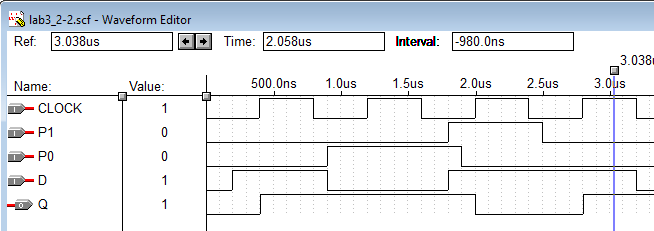 lab3_2-2.scf - Waveform Editor
Ref: 3.038us Time: 2.058us Interval: -980.0ns
3.038u
Name: Value: 500.0ns 1.0us 1.5us 2.0us 2.5us 3.0us
CLOCK 1
P1 0
P0 0
D 1
Q 1